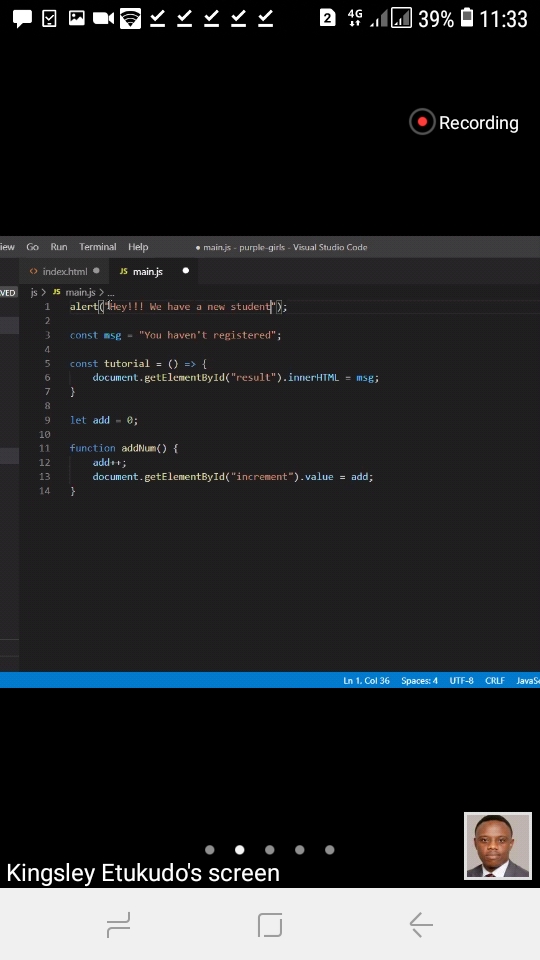 2 4G 39% 11:33
Recording
iew Go Run Terminal Help ● main.js - purple-girls - Visual Studio Code
<> index.html ● JS main.js ●
VED js > JS main.js > ...
1 alert("Hey!!! We have a new student");
2
3 const msg = "You haven't registered";
4
5 const tutorial = () => {
6 document.getElementById("result").innerHTML = msg;
7 }
8
9 let add = 0;
10
11 function addNum() {
12 add++;
13 document.getElementById("increment").value = add;
14 }
Ln 1, Col 36 Spaces: 4 UTF-8 CRLF JavaSc
Kingsley Etukudo's screen